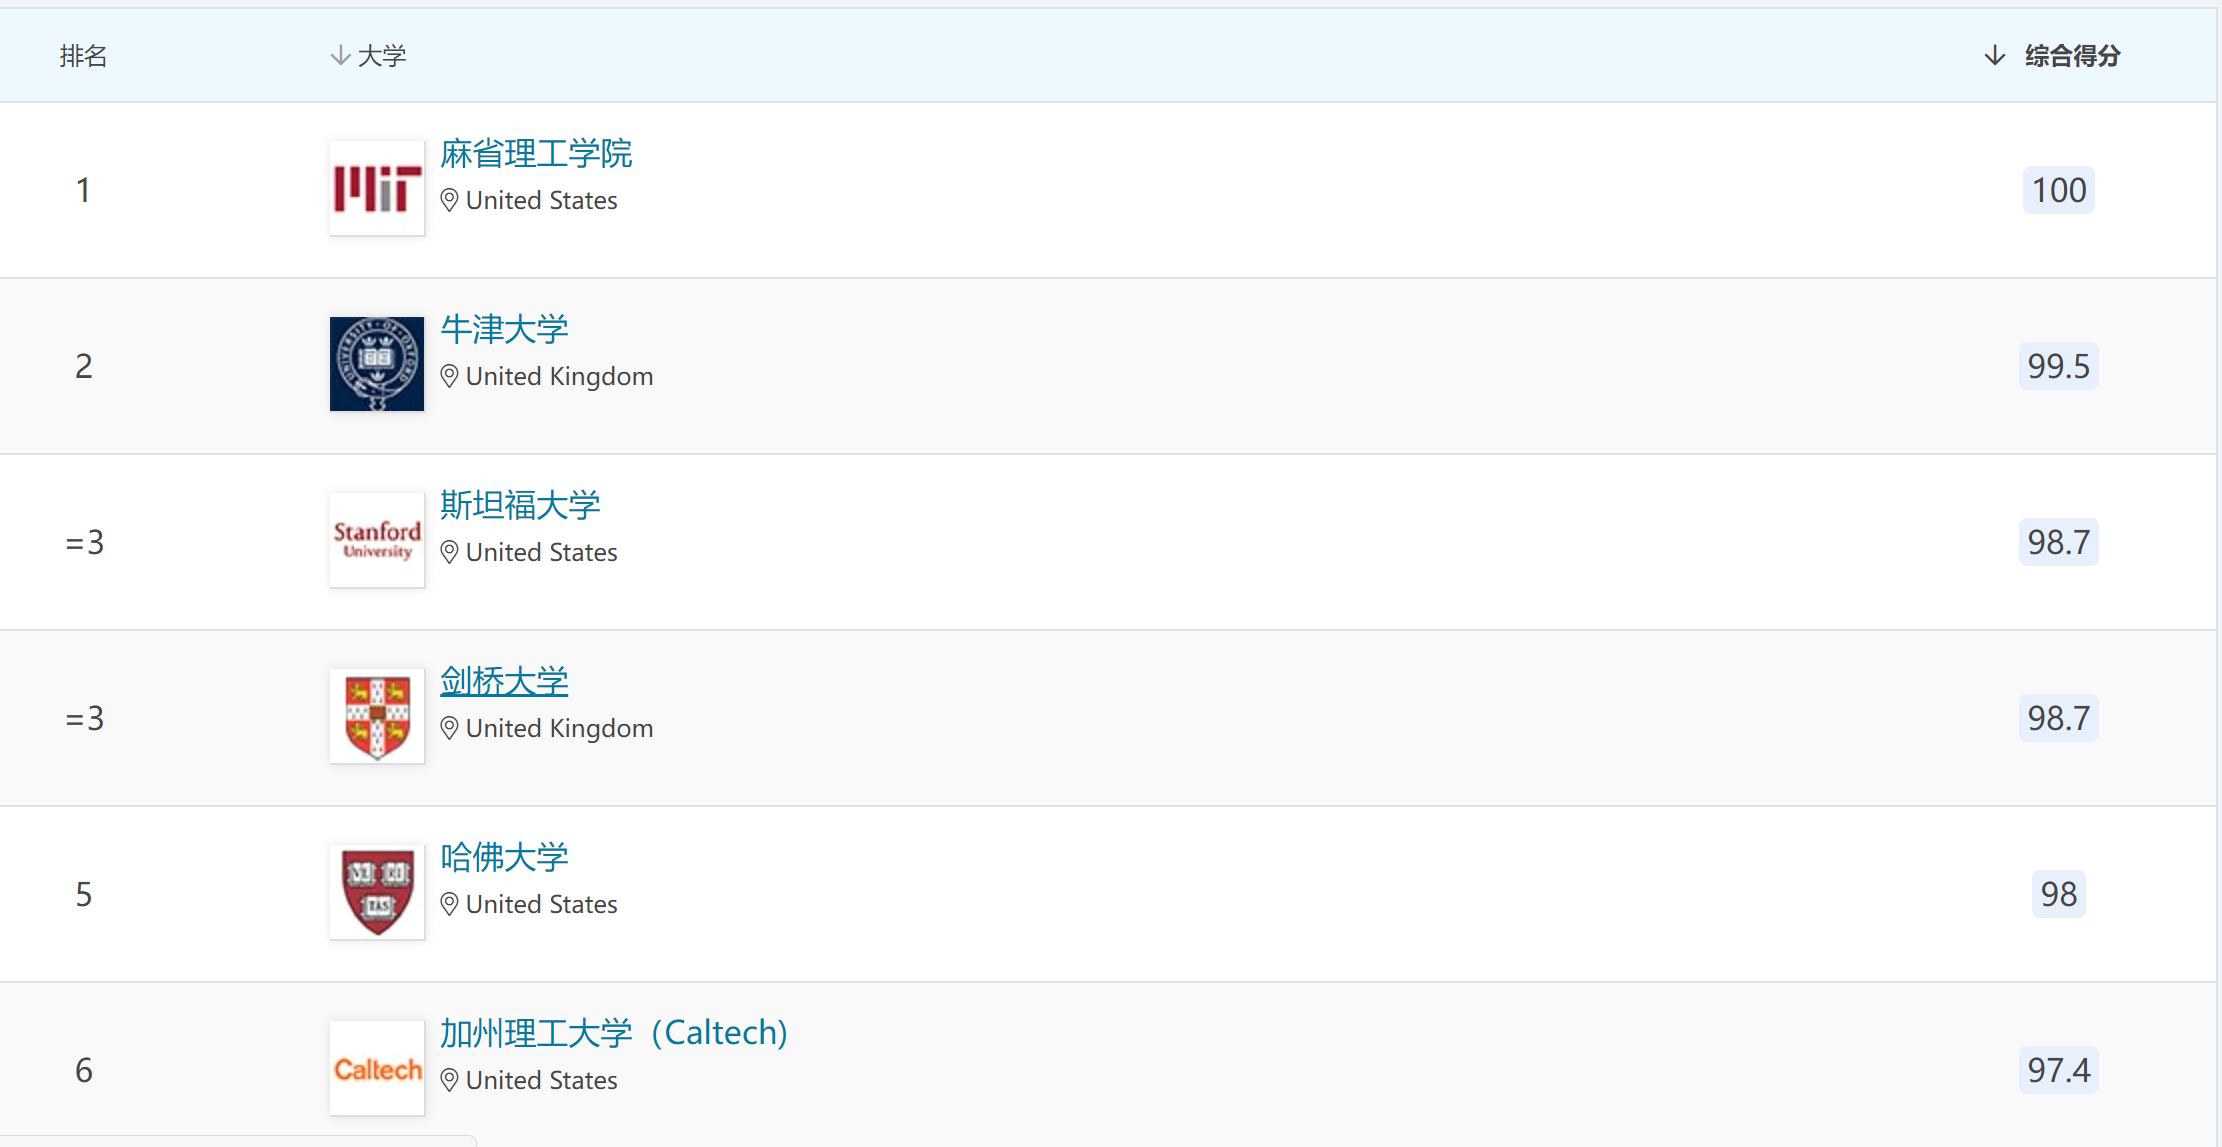 排名 大学 综合得分
1 MIT 麻省理工学院 100
United States
2 牛津大学 99.5
United Kingdom
=3 Stanford University 斯坦福大学 98.7
United States
=3 剑桥大学 98.7
United Kingdom
5 VE RI TAS 哈佛大学 98
United States
6 Caltech 加州理工大学（Caltech) 97.4
United States